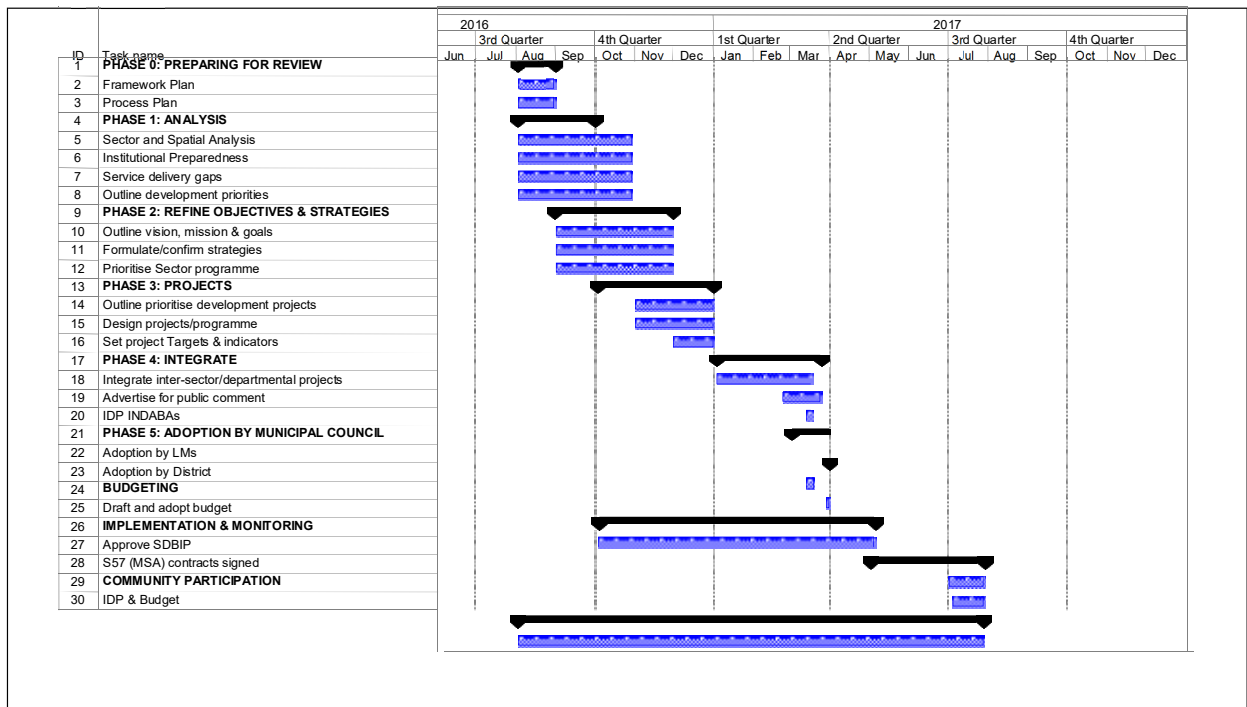 2016 2017
3rd Quarter 4th Quarter 1st Quarter 2nd Quarter 3rd Quarter 4th Quarter
ID Task name Jun Jul Aug Sep Oct Nov Dec Jan Feb Mar Apr May Jun Jul Aug Sep Oct Nov Dec
1 PHASE 0: PREPARING FOR REVIEW
2 Framework Plan
3 Process Plan
4 PHASE 1: ANALYSIS
5 Sector and Spatial Analysis
6 Institutional Preparedness
7 Service delivery gaps
8 Outline development priorities
9 PHASE 2: REFINE OBJECTIVES & STRATEGIES
10 Outline vision, mission & goals
11 Formulate/confirm strategies
12 Prioritise Sector programme
13 PHASE 3: PROJECTS
14 Outline prioritise development projects
15 Design projects/programme
16 Set project Targets & indicators
17 PHASE 4: INTEGRATE
18 Integrate inter-sector/departmental projects
19 Advertise for public comment
20 IDP INDABAs
21 PHASE 5: ADOPTION BY MUNICIPAL COUNCIL
22 Adoption by LMs
23 Adoption by District
24 BUDGETING
25 Draft and adopt budget
26 IMPLEMENTATION & MONITORING
27 Approve SDBIP
28 S57 (MSA) contracts signed
29 COMMUNITY PARTICIPATION
30 IDP & Budget